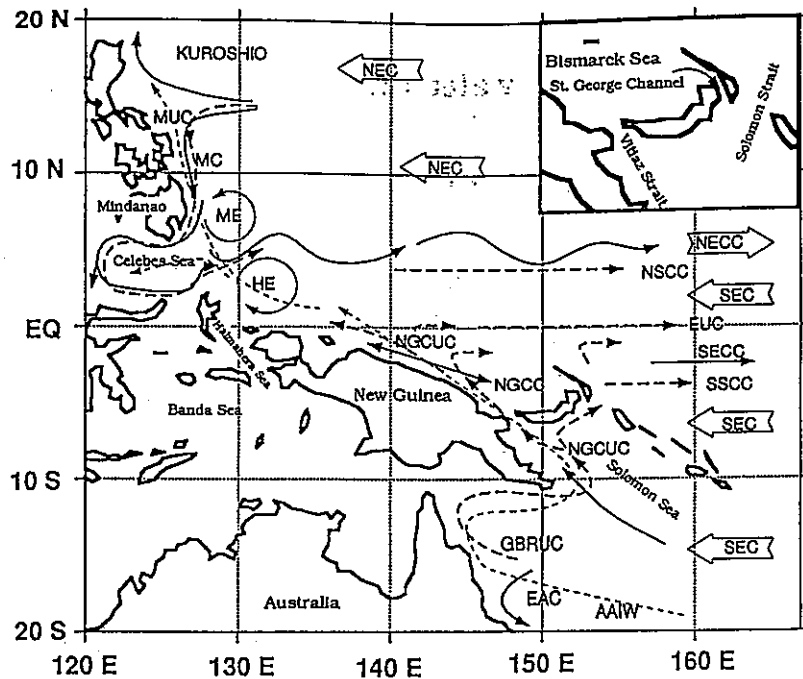 20 N
KUROSHIO
NEC
Bismarck Sea
St. George Channel
Solomon Strait
Vitiaz Strait
MUC
MC
10 N
NEC
Mindanao
ME
NECC
Celebes Sea
NSCC
HE
SEC
EQ
EUC
NGCUC
SECC
Halmahera Sea
NGCC
SSCC
New Guinea
Banda Sea
SEC
NGCUC
10 S
Solomon Sea
GBRUC
SEC
EAC
AAIW
Australia
20 S
120 E
130 E
140 E
150 E
160 E